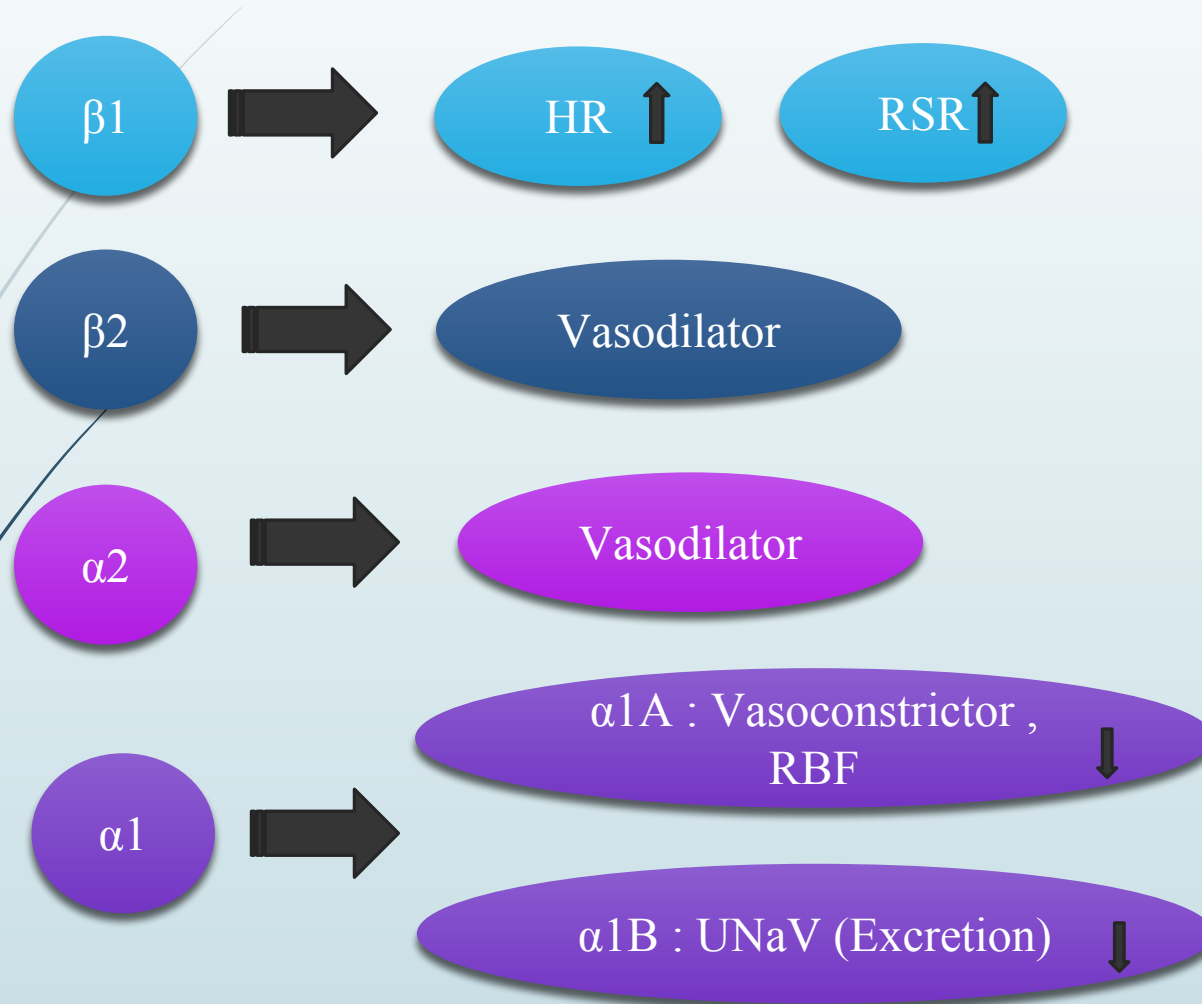 β1
HR
RSR
β2
Vasodilator
α2
Vasodilator
α1
α1A : Vasoconstrictor ,
RBF
α1B : UNaV (Excretion)